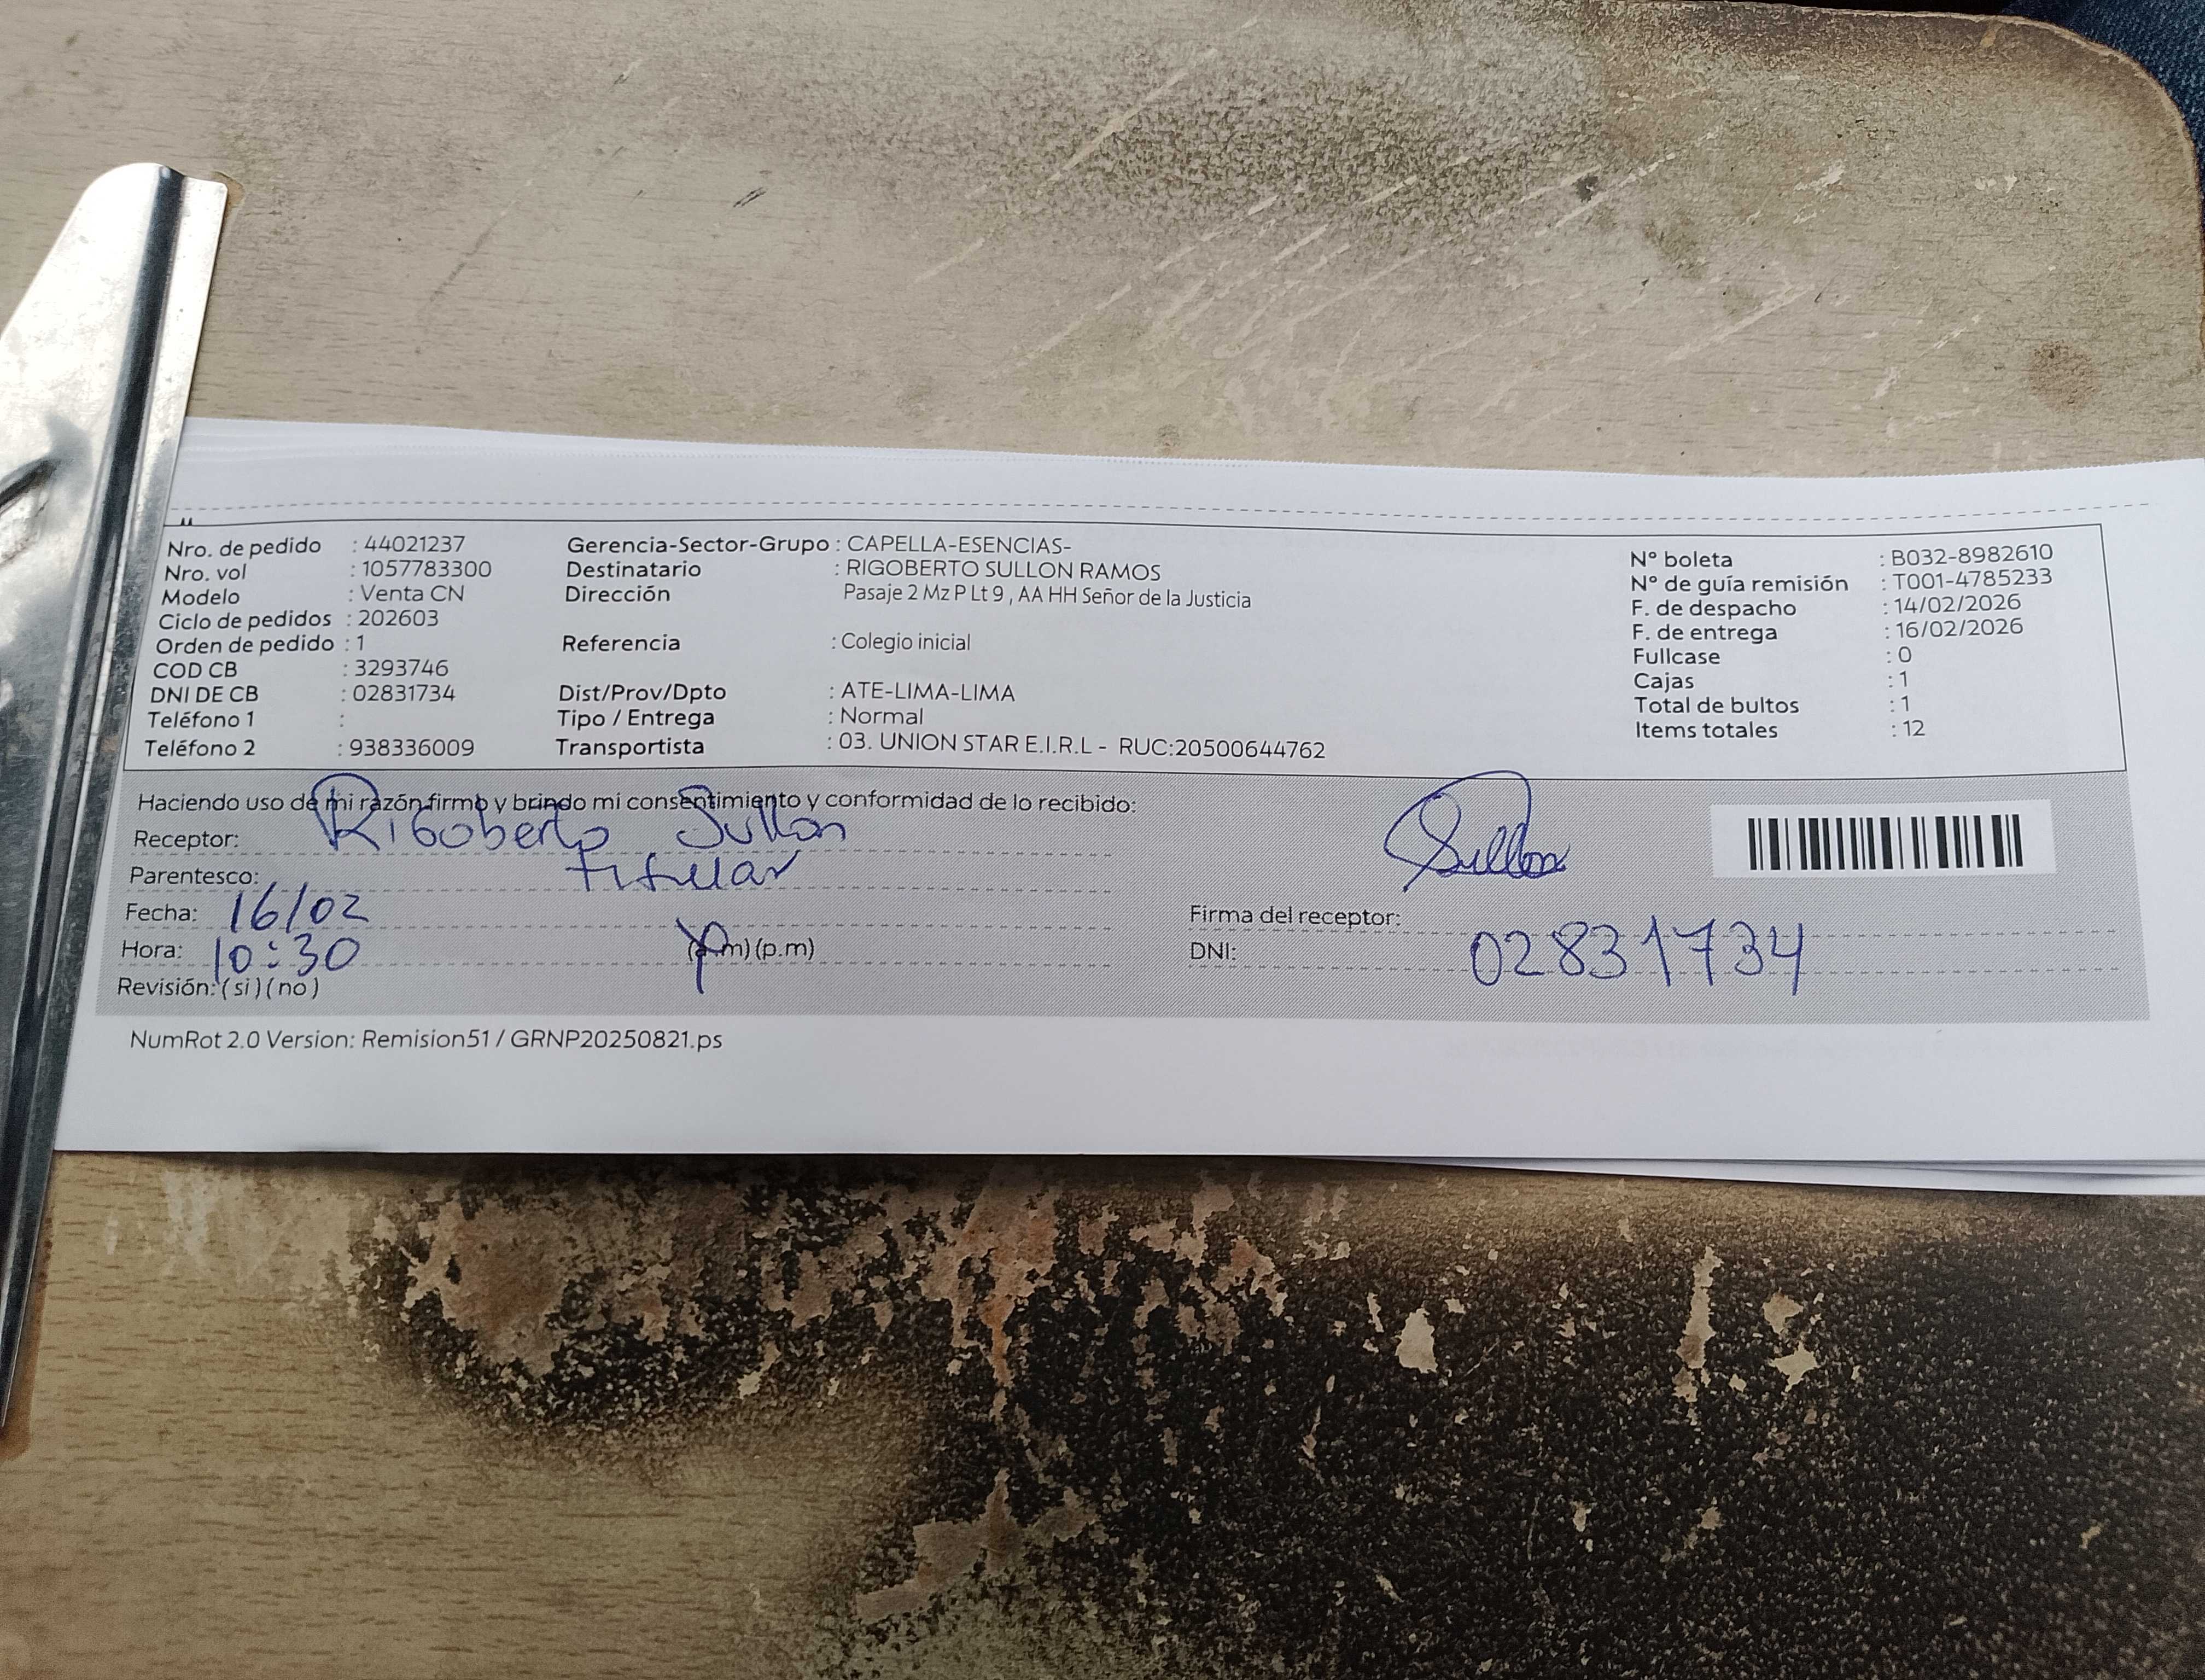 Nro. de pedido : 44021237 Gerencia-Sector-Grupo : CAPELLA-ESENCIAS- N° boleta : B032-8982610
Nro. vol : 1057783300 Destinatario : RIGOBERTO SULLON RAMOS N° de guía remisión : T001-4785233
Modelo : Venta CN Dirección Pasaje 2 Mz P Lt 9 , AA HH Señor de la Justicia F. de despacho : 14/02/2026
Ciclo de pedidos : 202603 F. de entrega : 16/02/2026
Orden de pedido : 1 Referencia : Colegio inicial Fullcase : 0
COD CB : 3293746 Cajas : 1
DNI DE CB : 02831734 Dist/Prov/Dpto : ATE-LIMA-LIMA Total de bultos : 1
Teléfono 1 : Tipo / Entrega : Normal Items totales : 12
Teléfono 2 : 938336009 Transportista : 03. UNION STAR E.I.R.L - RUC:20500644762
Haciendo uso de mi razón firmo y brindo mi consentimiento y conformidad de lo recibido:
Receptor: Rigoberto Sullon
Parentesco: titular Sullon
Fecha: 16/02 Firma del receptor:
Hora: 10:30 (a.m) (p.m) DNI: 02831734
Revisión: ( si ) ( no )
NumRot 2.0 Version: Remision51 / GRNP20250821.ps